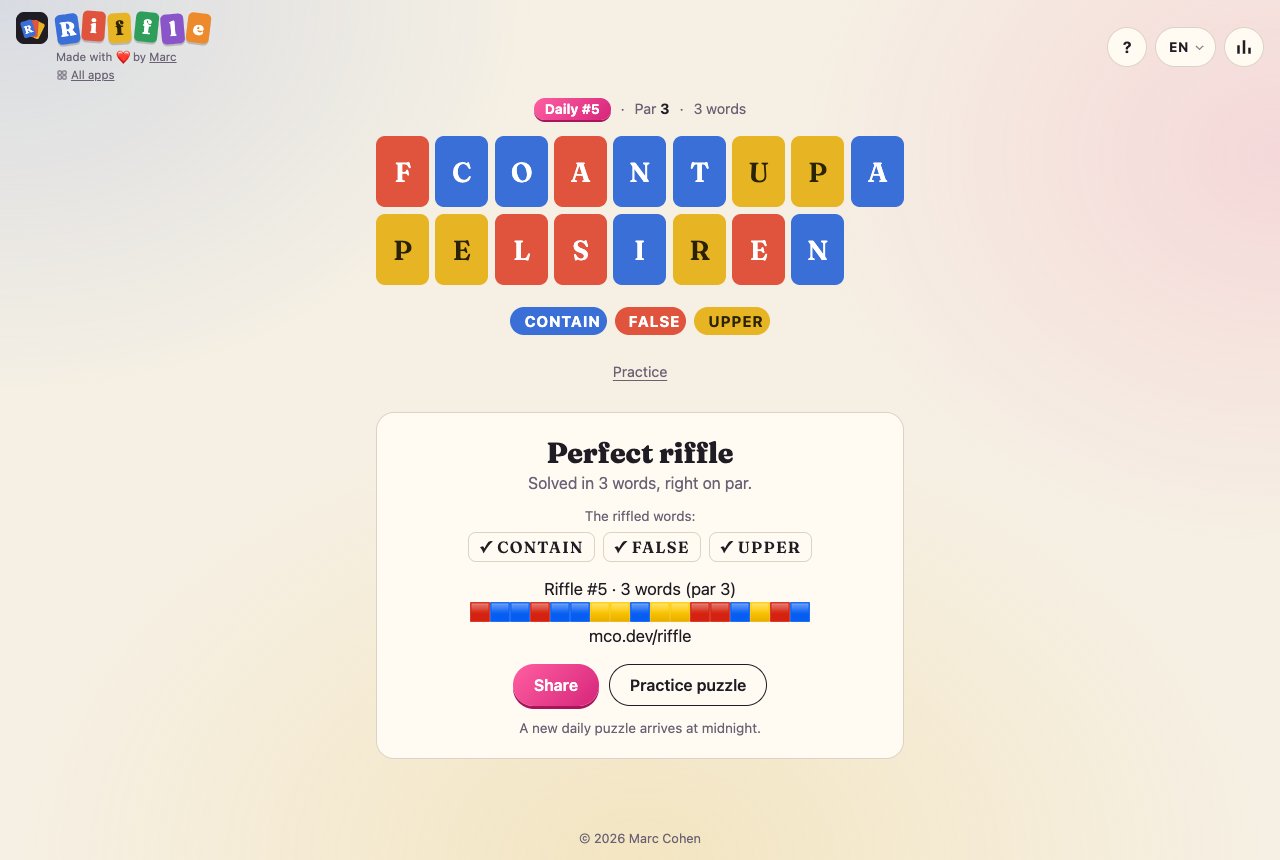 R Riffle
Made with ❤️ by Marc
All apps
? EN
Daily #5 · Par 3 · 3 words
F C O A N T U P A
P E L S I R E N
CONTAIN FALSE UPPER
Practice
Perfect riffle
Solved in 3 words, right on par.
The riffled words:
✓ CONTAIN ✓ FALSE ✓ UPPER
Riffle #5 · 3 words (par 3)
🟥🟦🟦🟥🟦🟦🟨🟨🟦🟨🟨🟥🟥🟦🟨🟥🟦
mco.dev/riffle
Share Practice puzzle
A new daily puzzle arrives at midnight.
© 2026 Marc Cohen